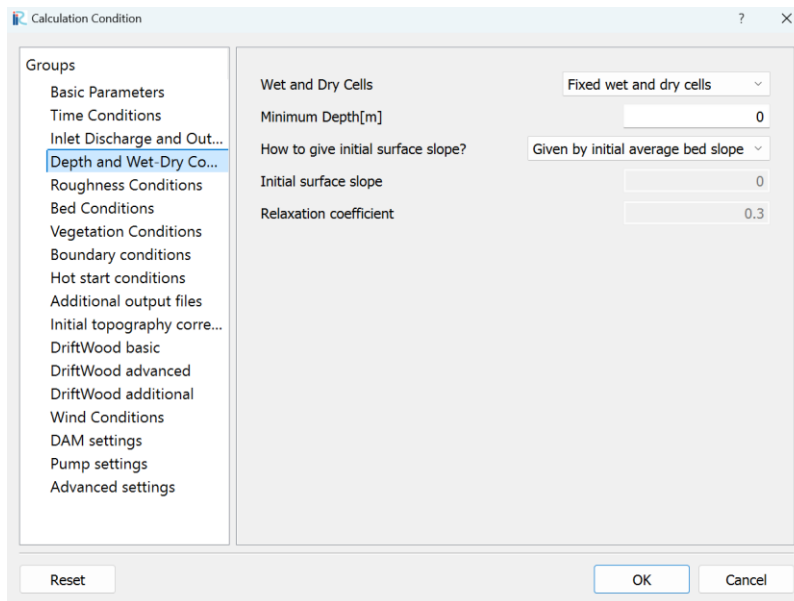 Calculation Condition
?
Groups
Basic Parameters
Time Conditions
Inlet Discharge and Out...
Depth and Wet-Dry Co...
Roughness Conditions
Bed Conditions
Vegetation Conditions
Boundary conditions
Hot start conditions
Additional output files
Initial topography corre...
DriftWood basic
DriftWood advanced
DriftWood additional
Wind Conditions
DAM settings
Pump settings
Advanced settings
Wet and Dry Cells Fixed wet and dry cells
Minimum Depth[m] 0
How to give initial surface slope? Given by initial average bed slope
Initial surface slope 0
Relaxation coefficient 0.3
Reset OK Cancel